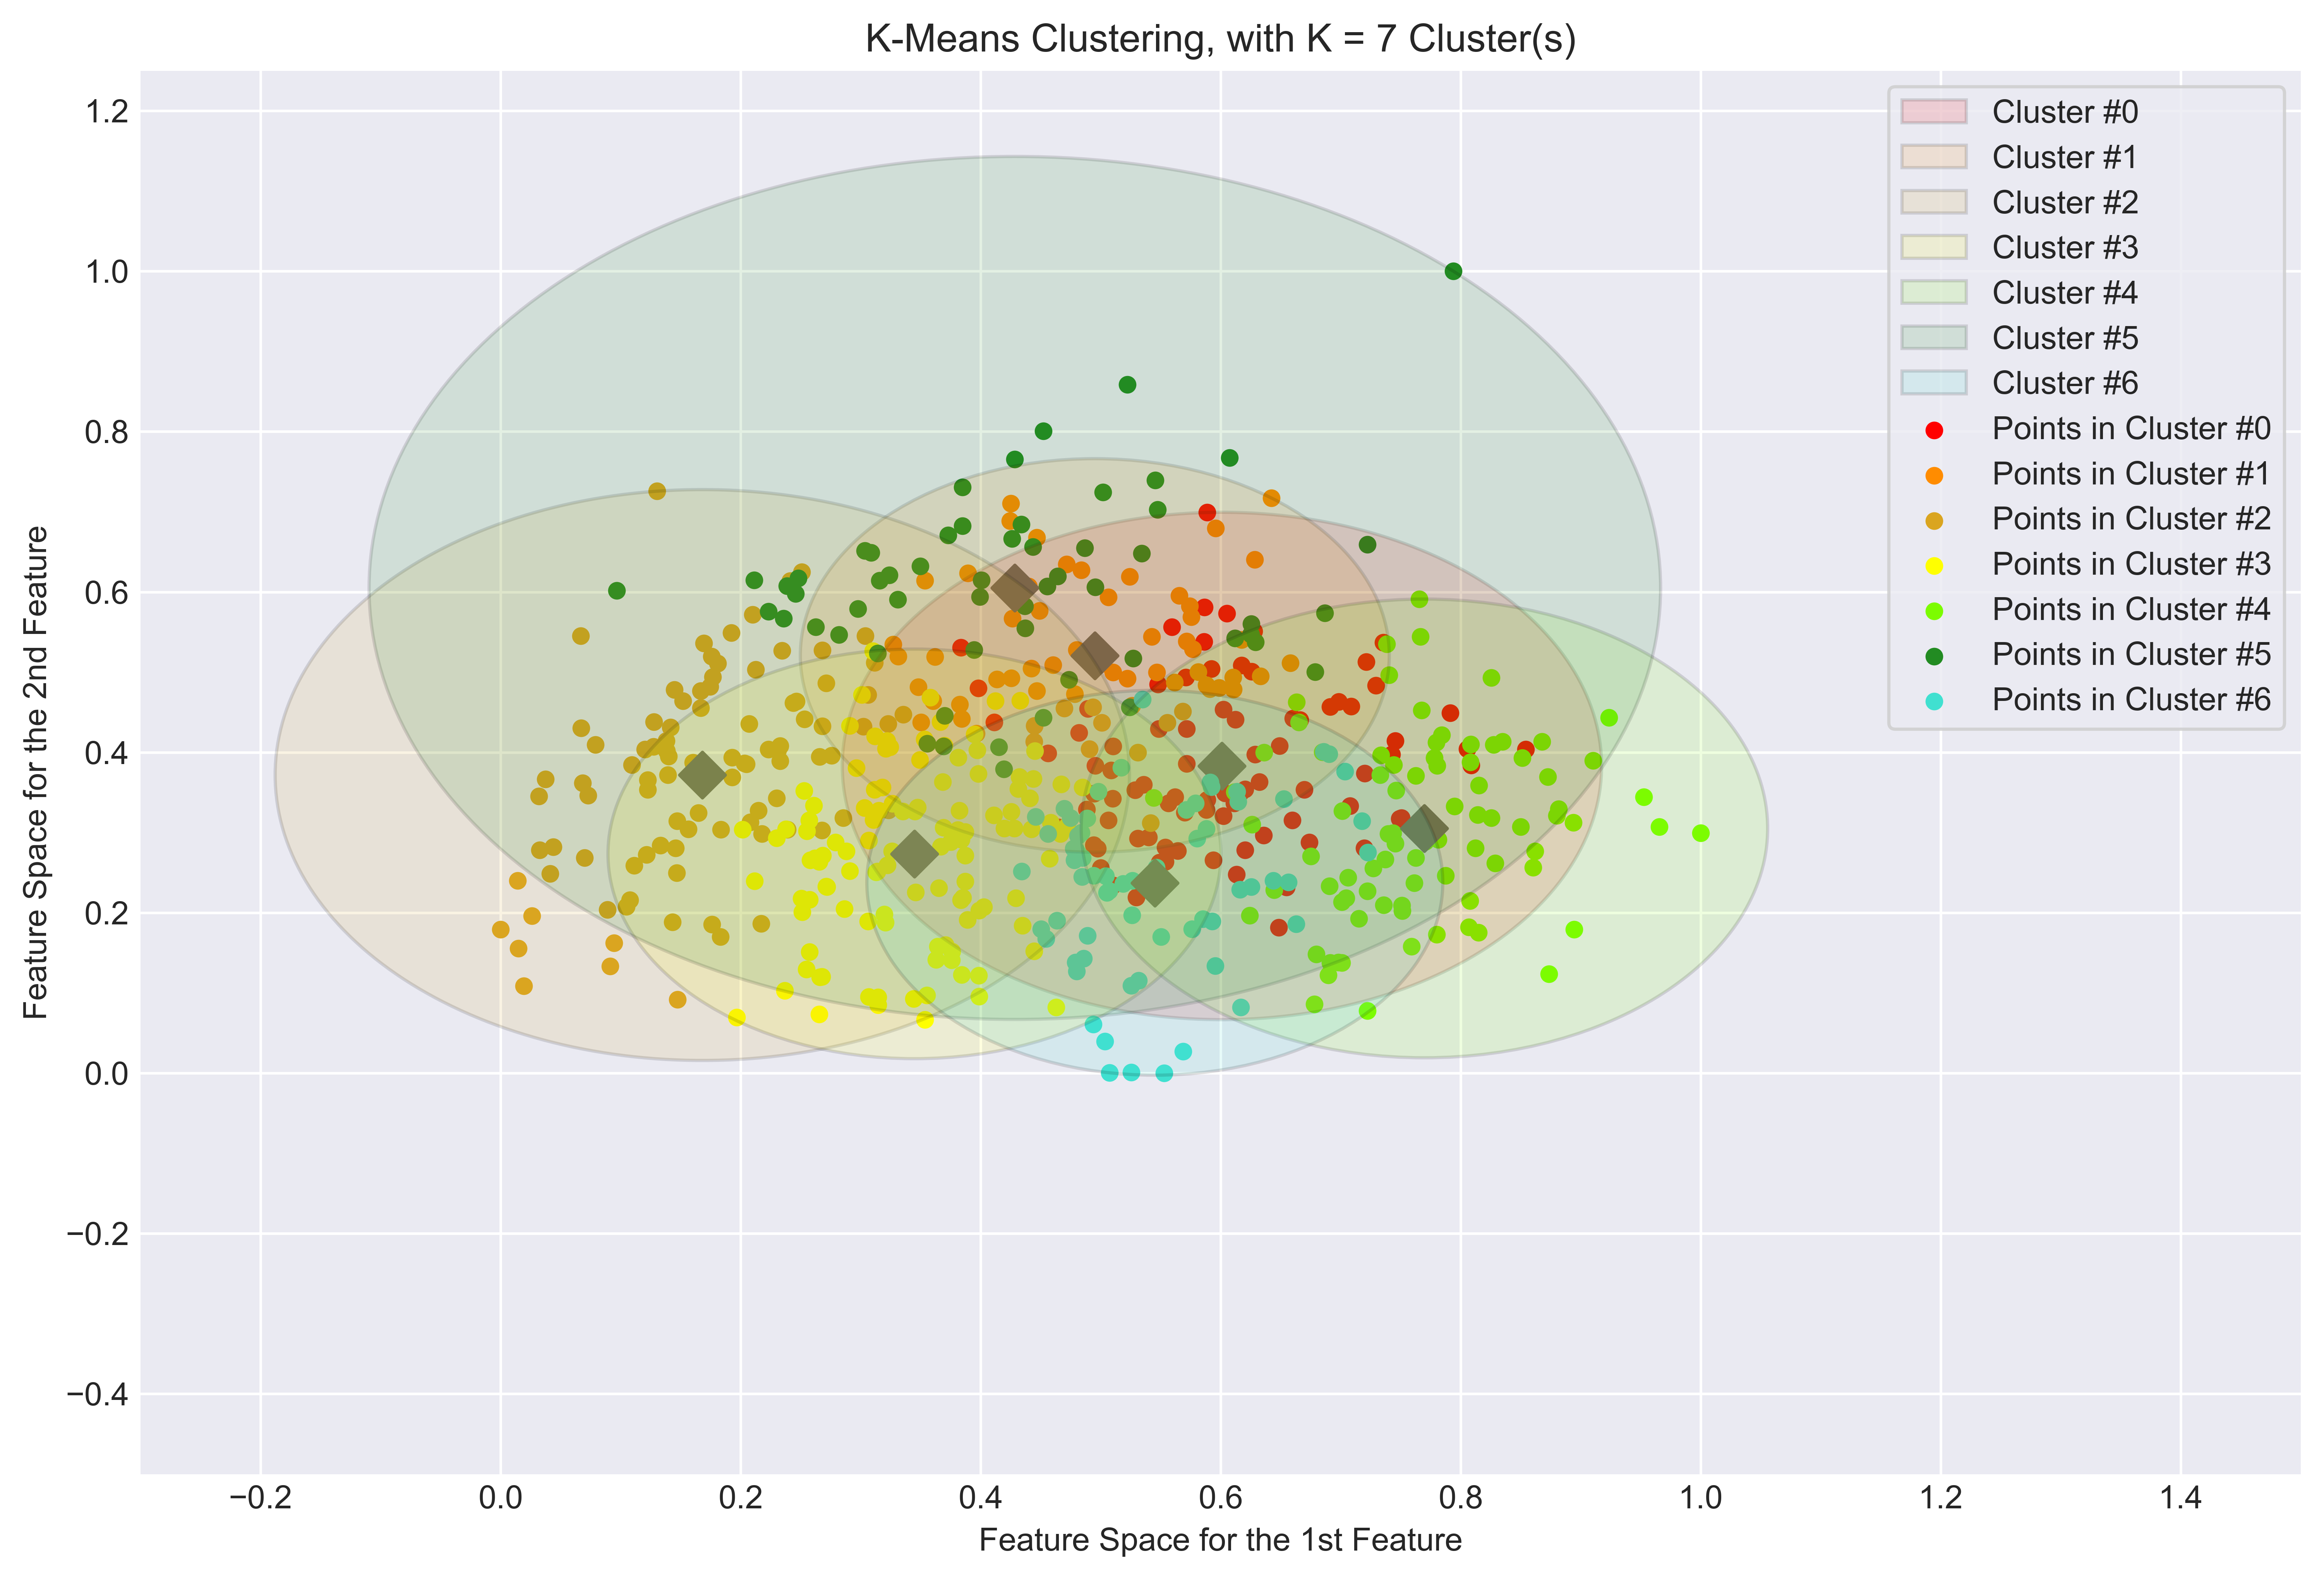 K-Means Clustering, with K = 7 Cluster(s)
Cluster #0
Cluster #1
Cluster #2
Cluster #3
Cluster #4
Cluster #5
Cluster #6
Points in Cluster #0
Points in Cluster #1
Points in Cluster #2
Points in Cluster #3
Points in Cluster #4
Points in Cluster #5
Points in Cluster #6
Feature Space for the 2nd Feature
1.2
1.0
0.8
0.6
0.4
0.2
0.0
−0.2
−0.4
−0.2 0.0 0.2 0.4 0.6 0.8 1.0 1.2 1.4
Feature Space for the 1st Feature